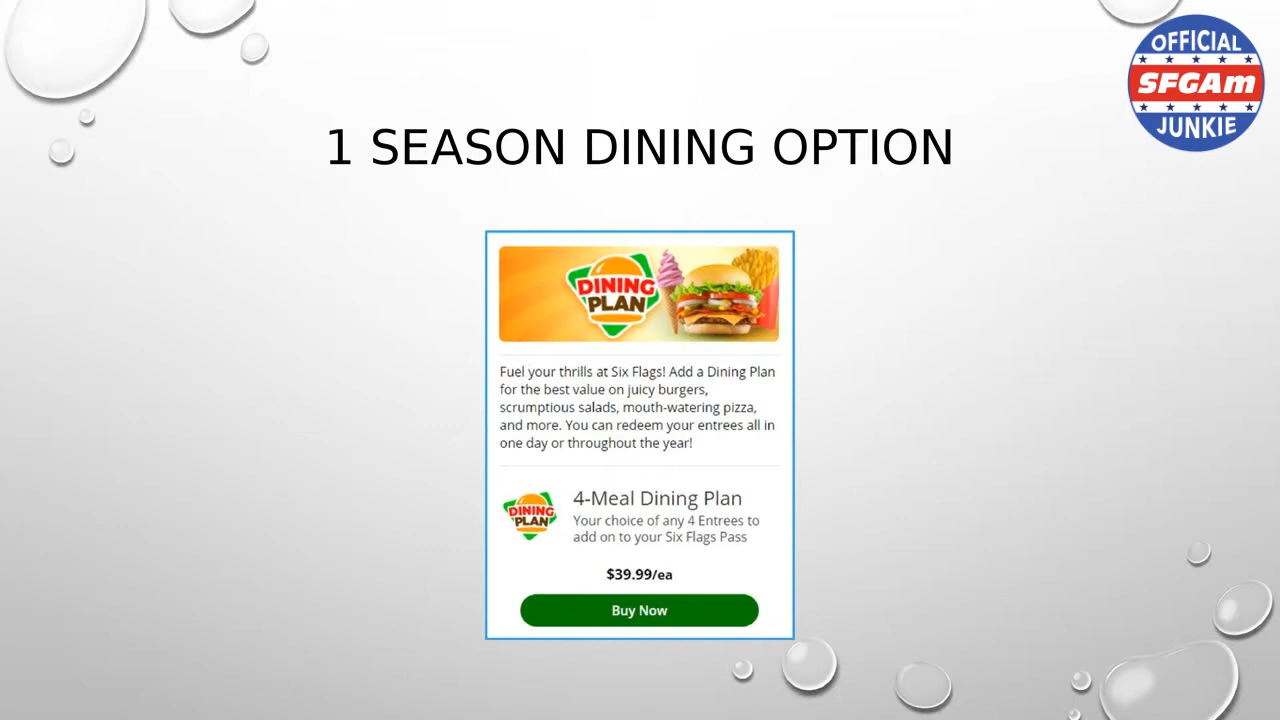 OFFICIAL
SFGAm
JUNKIE
1 SEASON DINING OPTION
DINING
PLAN
Fuel your thrills at Six Flags! Add a Dining Plan
for the best value on juicy burgers,
scrumptious salads, mouth-watering pizza,
and more. You can redeem your entrees all in
one day or throughout the year!
DINING
PLAN
4-Meal Dining Plan
Your choice of any 4 Entrees to
add on to your Six Flags Pass
$39.99/ea
Buy Now